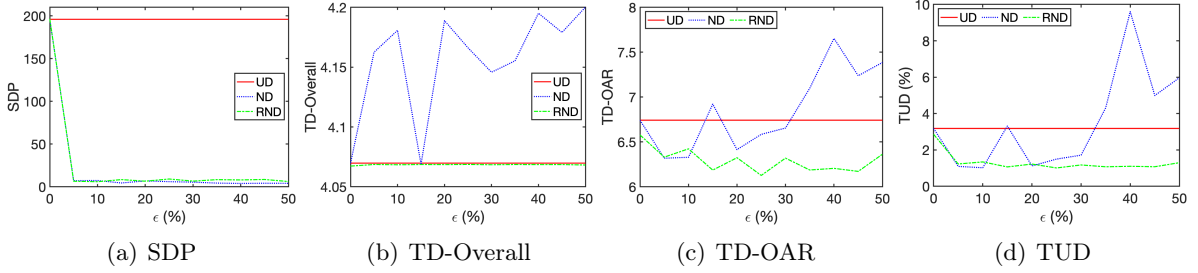 200
150
100
50
0
SDP
UD
ND
RND
0 10 20 30 40 50
ϵ (%)
(a) SDP
4.2
4.15
4.1
4.05
TD-Overall
UD
ND
RND
0 10 20 30 40 50
ϵ (%)
(b) TD-Overall
8
7.5
7
6.5
6
TD-OAR
UD ND RND
0 10 20 30 40 50
ϵ (%)
(c) TD-OAR
10
8
6
4
2
0
TUD (%)
UD ND RND
0 10 20 30 40 50
ϵ (%)
(d) TUD